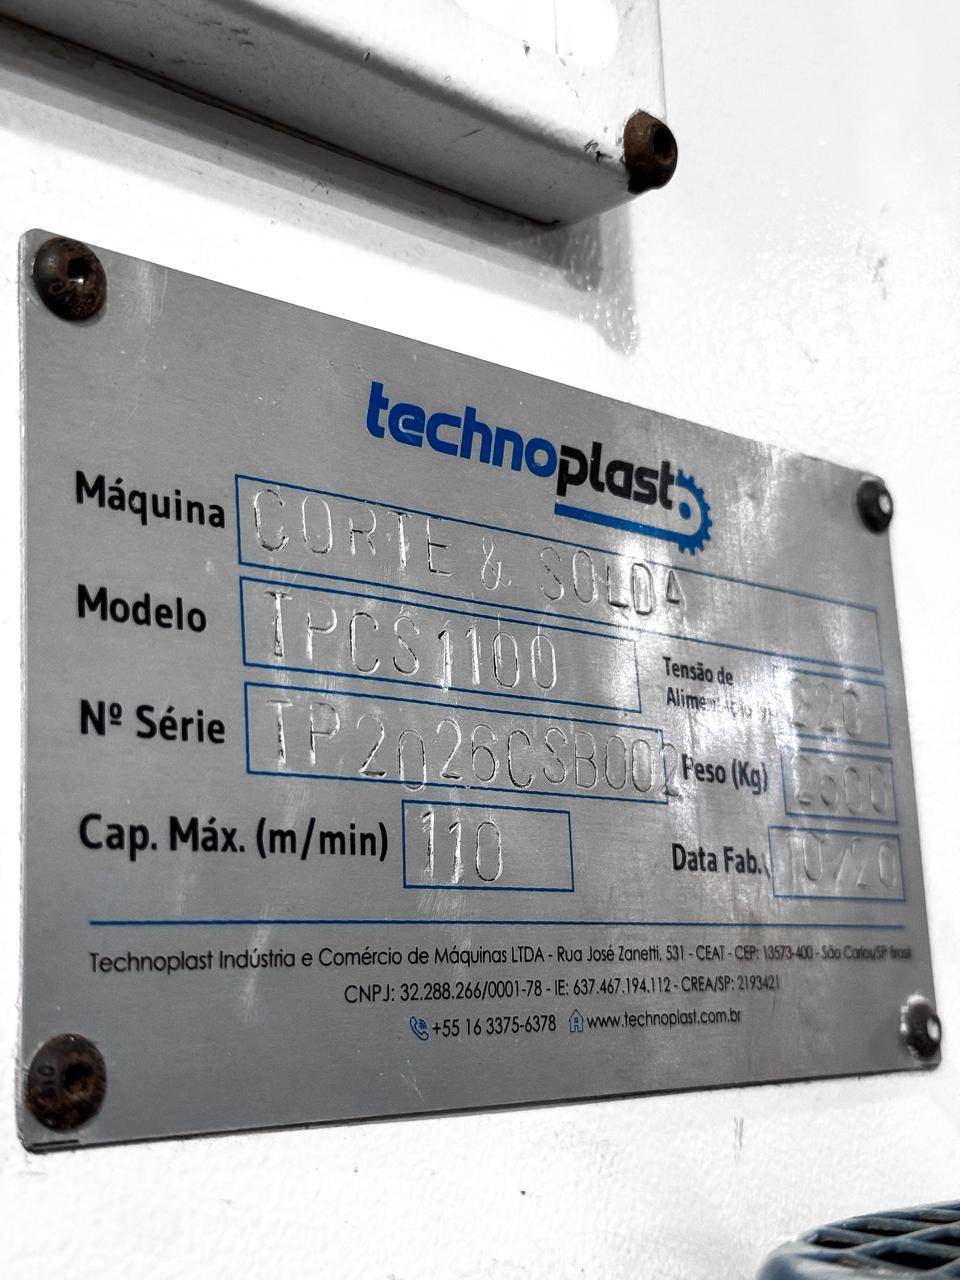 technoplast
Máquina CORTE & SOLDA
Modelo TPCS1100
Tensão de
Alimentação 220
Nº Série TP2026CSB002
Peso (Kg) 2600
Cap. Máx. (m/min) 110
Data Fab. 10/20
Technoplast Indústria e Comércio de Máquinas LTDA - Rua José Zanetti, 531 - CEAT - CEP: 13573-400 - São Carlos/SP Brasil
CNPJ: 32.288.266/0001-78 - IE: 637.467.194.112 - CREA/SP: 2193421
+55 16 3375-6378 www.technoplast.com.br